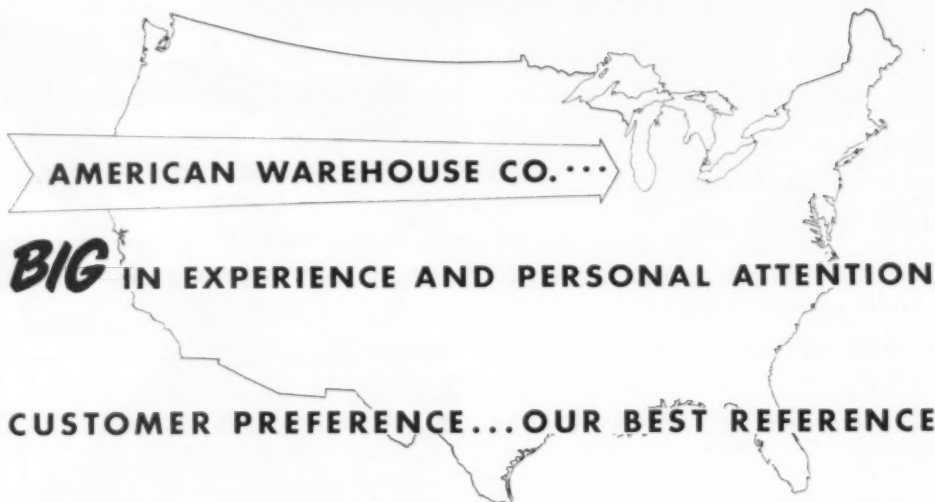 AMERICAN WAREHOUSE CO. ...
BIG IN EXPERIENCE AND PERSONAL ATTENTION
CUSTOMER PREFERENCE...OUR BEST REFERENCE